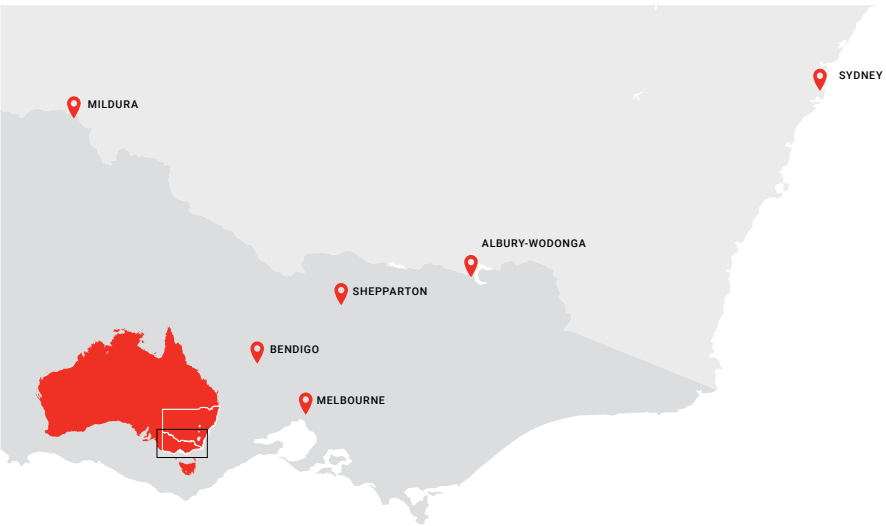 SYDNEY
MILDURA
ALBURY-WODONGA
SHEPPARTON
BENDIGO
MELBOURNE